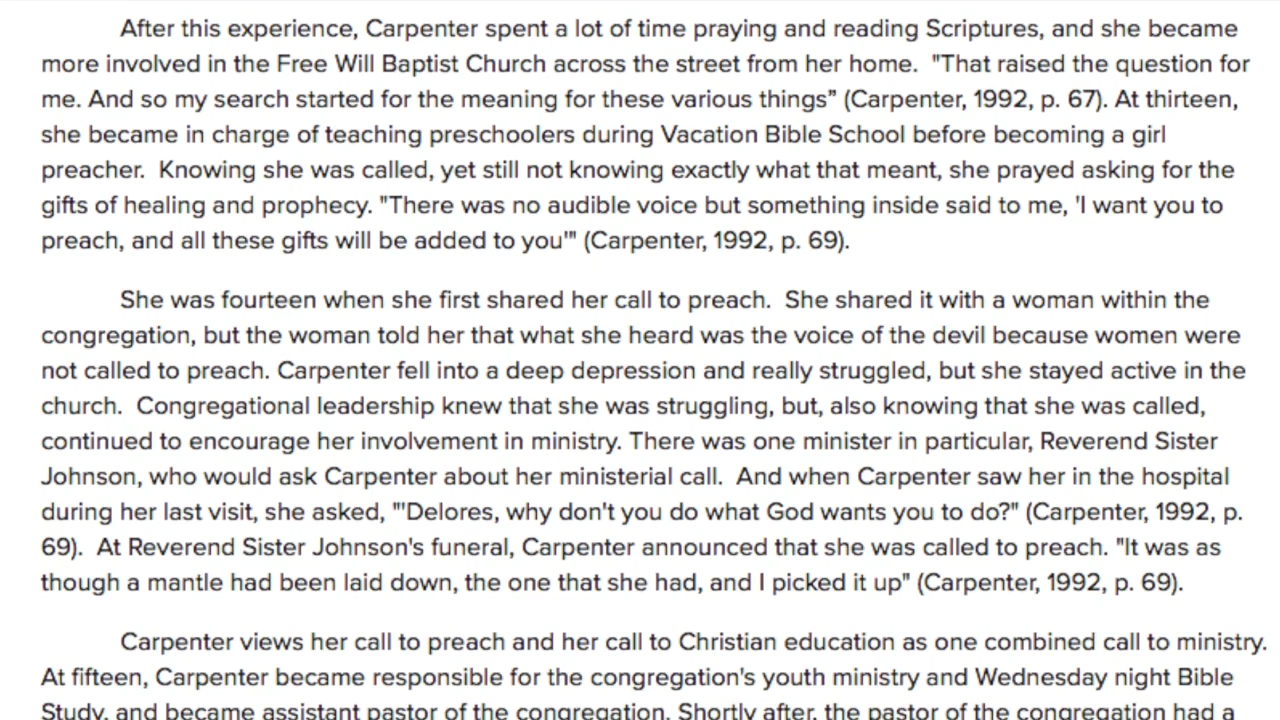 After this experience, Carpenter spent a lot of time praying and reading Scriptures, and she became
more involved in the Free Will Baptist Church across the street from her home.  "That raised the question for
me. And so my search started for the meaning for these various things” (Carpenter, 1992, p. 67). At thirteen,
she became in charge of teaching preschoolers during Vacation Bible School before becoming a girl
preacher.  Knowing she was called, yet still not knowing exactly what that meant, she prayed asking for the
gifts of healing and prophecy. "There was no audible voice but something inside said to me, 'I want you to
preach, and all these gifts will be added to you'" (Carpenter, 1992, p. 69).
She was fourteen when she first shared her call to preach.  She shared it with a woman within the
congregation, but the woman told her that what she heard was the voice of the devil because women were
not called to preach. Carpenter fell into a deep depression and really struggled, but she stayed active in the
church.  Congregational leadership knew that she was struggling, but, also knowing that she was called,
continued to encourage her involvement in ministry. There was one minister in particular, Reverend Sister
Johnson, who would ask Carpenter about her ministerial call.  And when Carpenter saw her in the hospital
during her last visit, she asked, "'Delores, why don't you do what God wants you to do?" (Carpenter, 1992, p.
69).  At Reverend Sister Johnson's funeral, Carpenter announced that she was called to preach. "It was as
though a mantle had been laid down, the one that she had, and I picked it up" (Carpenter, 1992, p. 69).
Carpenter views her call to preach and her call to Christian education as one combined call to ministry.
At fifteen, Carpenter became responsible for the congregation's youth ministry and Wednesday night Bible
Study, and became assistant pastor of the congregation. Shortly after, the pastor of the congregation had a